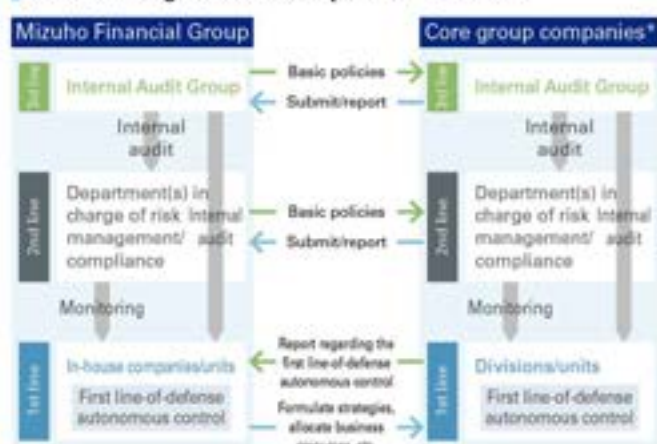 Mizuho Financial Group
Core group companies*
3rd line
Internal Audit Group
Basic policies
Submit/report
3rd line
Internal Audit Group
Internal
audit
Internal
audit
2nd line
Department(s) in
charge of risk Internal
management/ audit
compliance
Basic policies
Submit/report
2nd line
Department(s) in
charge of risk Internal
management/ audit
compliance
Monitoring
Monitoring
1st line
In-house companies/units
First line-of-defense
autonomous control
Report regarding the
first line-of-defense
autonomous control
Formulate strategies,
allocate business
1st line
Divisions/units
First line-of-defense
autonomous control